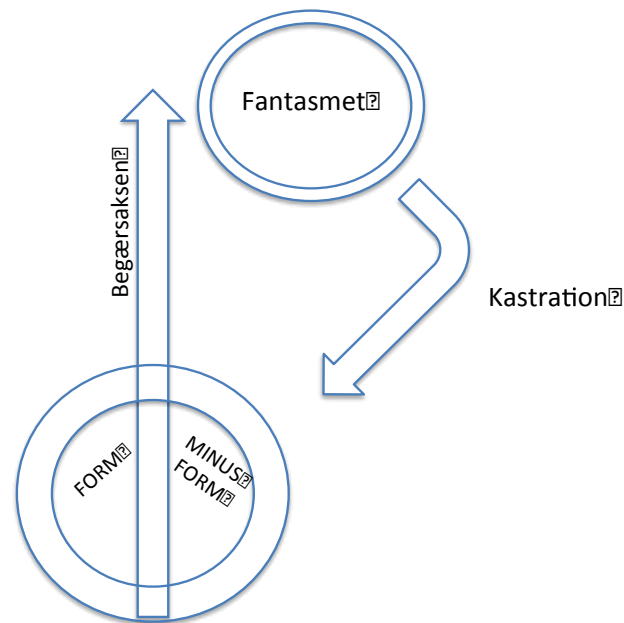 Fantasmet
Begærsaksen
Kastration
FORM
MINUS
FORM